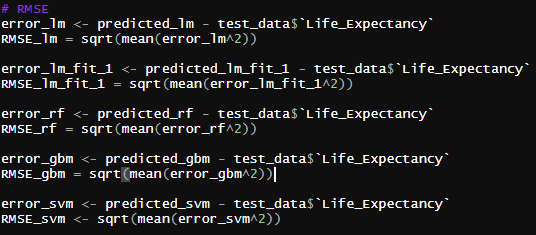 # RMSE
error_lm <- predicted_lm - test_data$`Life_Expectancy`
RMSE_lm = sqrt(mean(error_lm^2))
error_lm_fit_1 <- predicted_lm_fit_1 - test_data$`Life_Expectancy`
RMSE_lm_fit_1 = sqrt(mean(error_lm_fit_1^2))
error_rf <- predicted_rf - test_data$`Life_Expectancy`
RMSE_rf = sqrt(mean(error_rf^2))
error_gbm <- predicted_gbm - test_data$`Life_Expectancy`
RMSE_gbm = sqrt(mean(error_gbm^2))
error_svm <- predicted_svm - test_data$`Life_Expectancy`
RMSE_svm <- sqrt(mean(error_svm^2))